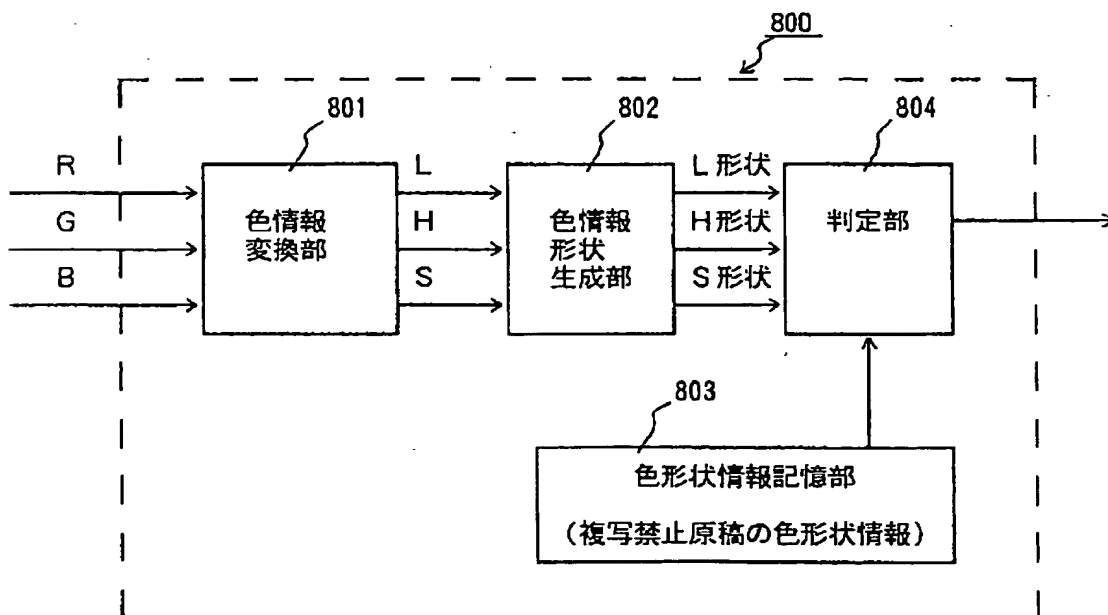 800
801
802
804
R
G
B
色情報
変換部
L
H
S
色情報
形状
生成部
L形状
H形状
S形状
判定部
803
色形状情報記憶部
(複写禁止原稿の色形状情報)